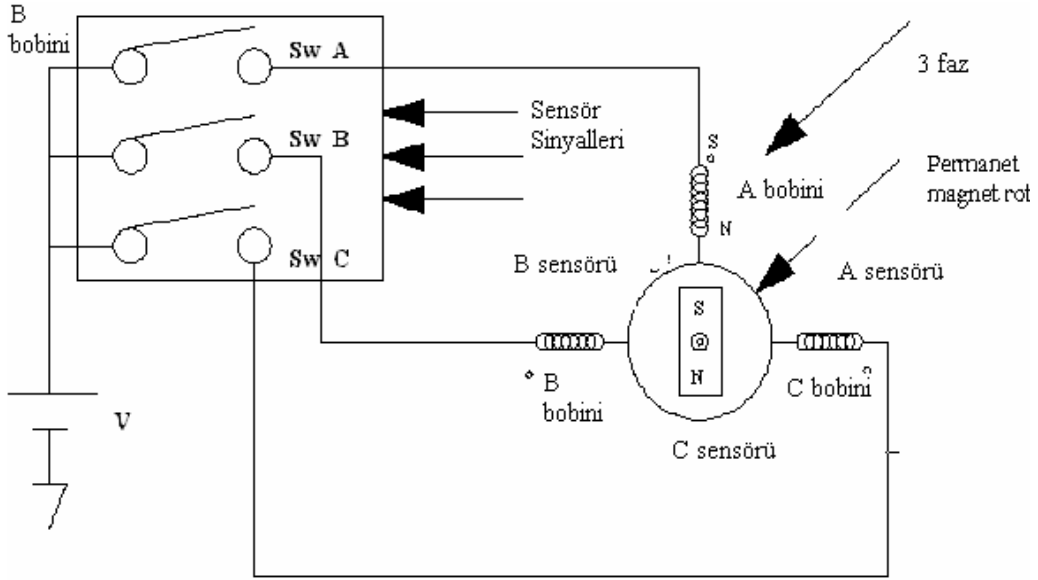 B
bobini
Sw A
Sw B
Sw C
Sensör
Sinyalleri
3 faz
S
A bobini
N
Permanet
magnet rot
B sensörü
A sensörü
S
N
B
bobini
C bobini
C sensörü
V